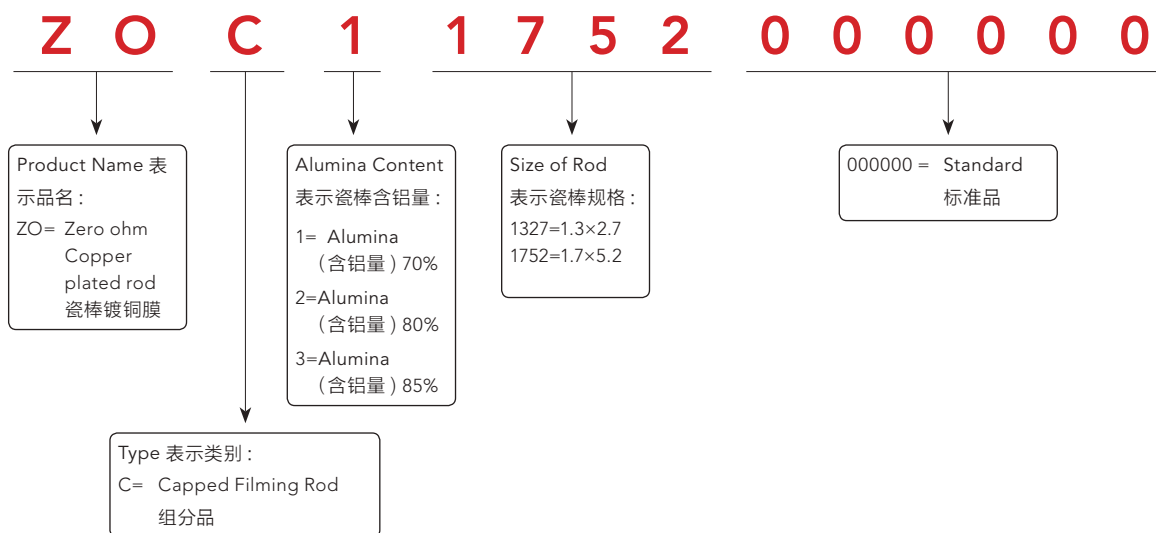 Z O C 1 1 7 5 2 0 0 0 0 0 0
Product Name 表
示品名 :
ZO= Zero ohm
Copper
plated rod
瓷棒镀铜膜
Alumina Content
表示瓷棒含铝量 :
1= Alumina
(含铝量 ) 70%
2=Alumina
(含铝量 ) 80%
3=Alumina
(含铝量 ) 85%
Size of Rod
表示瓷棒规格 :
1327=1.3×2.7
1752=1.7×5.2
000000 = Standard
标准品
Type 表示类别 :
C= Capped Filming Rod
组分品